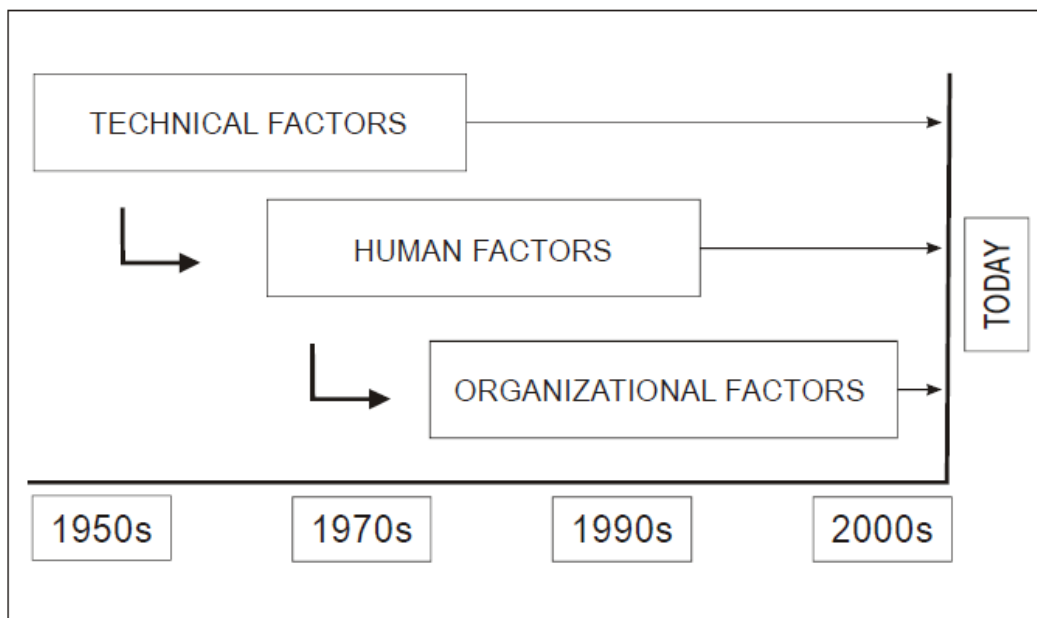 TECHNICAL FACTORS
HUMAN FACTORS
ORGANIZATIONAL FACTORS
TODAY
1950s
1970s
1990s
2000s